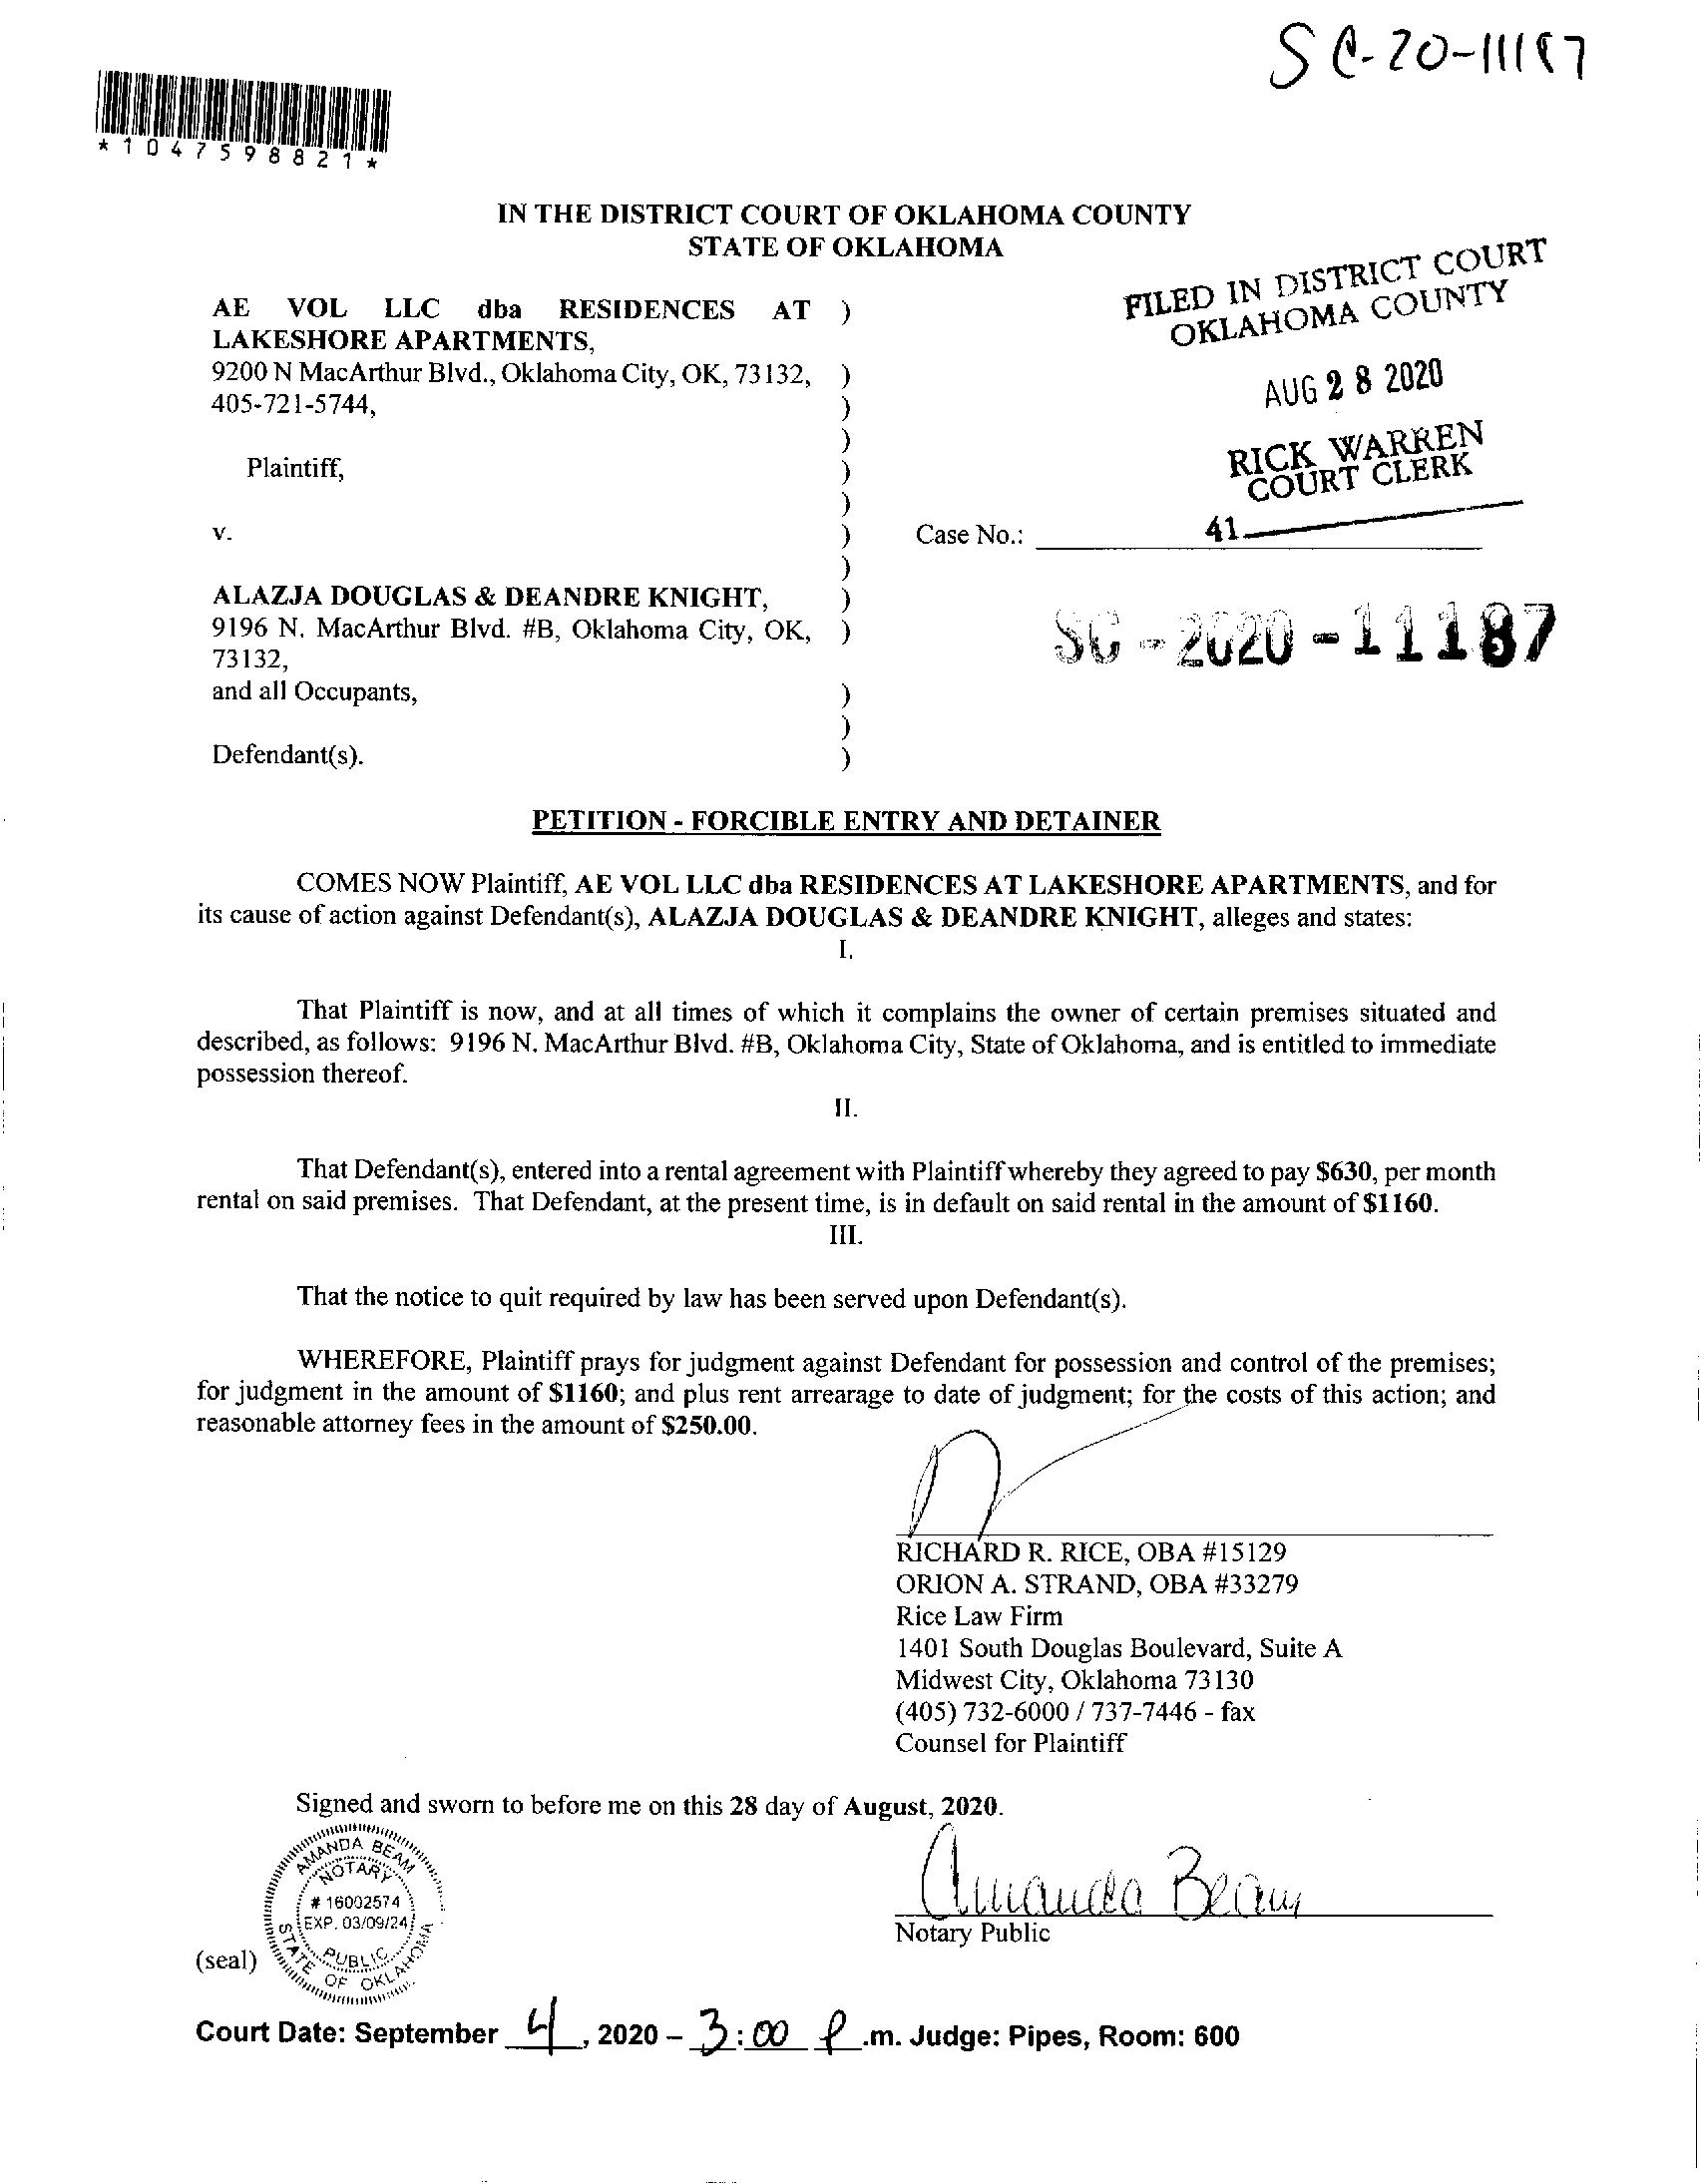 SC-20-11187
*1047598821*
IN THE DISTRICT COURT OF OKLAHOMA COUNTY
STATE OF OKLAHOMA
FILED IN DISTRICT COURT
OKLAHOMA COUNTY
AUG 28 2020
RICK WARREN
COURT CLERK
41
AE VOL LLC dba RESIDENCES AT )
LAKESHORE APARTMENTS,
9200 N MacArthur Blvd., Oklahoma City, OK, 73132, )
405-721-5744, )
)
Plaintiff, )
)
v. ) Case No.:
)
ALAZJA DOUGLAS & DEANDRE KNIGHT, )
9196 N. MacArthur Blvd. #B, Oklahoma City, OK, )
73132,
and all Occupants, )
)
Defendant(s). )
SC-2020-11187
PETITION - FORCIBLE ENTRY AND DETAINER
COMES NOW Plaintiff, AE VOL LLC dba RESIDENCES AT LAKESHORE APARTMENTS, and for
its cause of action against Defendant(s), ALAZJA DOUGLAS & DEANDRE KNIGHT, alleges and states:
I.
That Plaintiff is now, and at all times of which it complains the owner of certain premises situated and
described, as follows: 9196 N. MacArthur Blvd. #B, Oklahoma City, State of Oklahoma, and is entitled to immediate
possession thereof.
II.
That Defendant(s), entered into a rental agreement with Plaintiff whereby they agreed to pay $630, per month
rental on said premises. That Defendant, at the present time, is in default on said rental in the amount of $1160.
III.
That the notice to quit required by law has been served upon Defendant(s).
WHEREFORE, Plaintiff prays for judgment against Defendant for possession and control of the premises;
for judgment in the amount of $1160; and plus rent arrearage to date of judgment; for the costs of this action; and
reasonable attorney fees in the amount of $250.00.
RICHARD R. RICE, OBA #15129
ORION A. STRAND, OBA #33279
Rice Law Firm
1401 South Douglas Boulevard, Suite A
Midwest City, Oklahoma 73130
(405) 732-6000 / 737-7446 - fax
Counsel for Plaintiff
Signed and sworn to before me on this 28 day of August, 2020.
AMANDA BEAM
NOTARY
# 16002574
EXP. 03/09/24
PUBLIC
STATE OF OKLAHOMA
Amanda Beam
Notary Public
(seal)
Court Date: September 4, 2020 – 3:00 P.m. Judge: Pipes, Room: 600